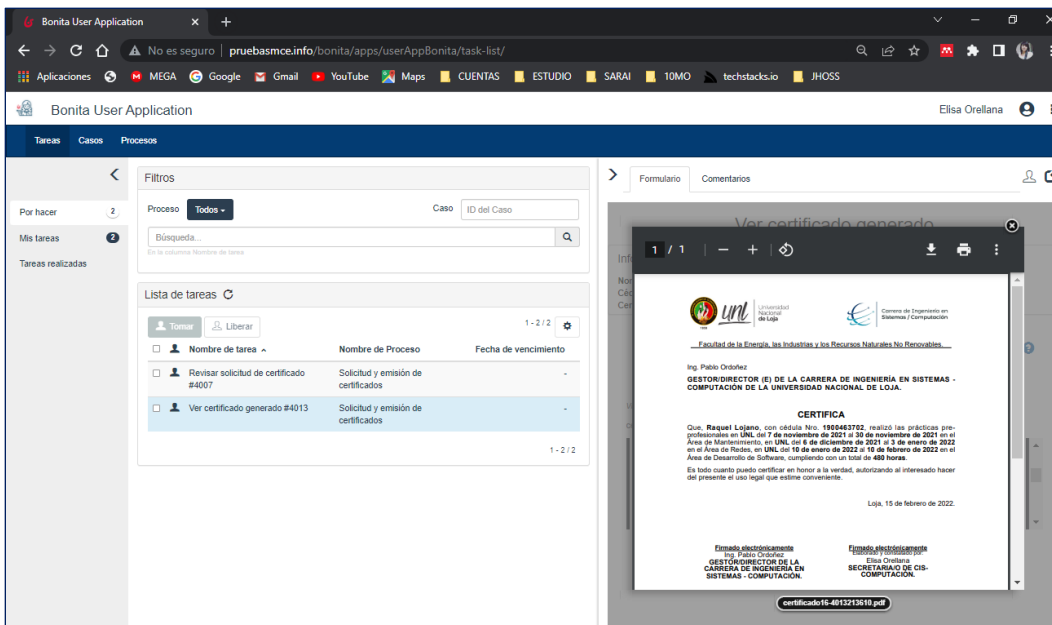 Bonita User Application
No es seguro | pruebasmce.info/bonita/apps/userAppBonita/task-list/
Aplicaciones MEGA Google Gmail YouTube Maps CUENTAS ESTUDIO SARAI 10MO techstacks.io JHOSS
Bonita User Application
Elisa Orellana
Tareas Casos Procesos
Por hacer 2
Mis tareas 2
Tareas realizadas
Filtros
Proceso Todos Caso ID del Caso
Búsqueda...
En la columna Nombre de tarea
Lista de tareas
Tomar Liberar 1 - 2 / 2
Nombre de tarea Nombre de Proceso Fecha de vencimiento
Revisar solicitud de certificado Solicitud y emisión de -
#4007 certificados
Ver certificado generado #4013 Solicitud y emisión de -
certificados
1 - 2 / 2
Formulario Comentarios
Ver certificado generado
1 / 1
unl Universidad
Nacional
de Loja
Carrera de Ingeniería en
Sistemas / Computación
Facultad de la Energía, las Industrias y los Recursos Naturales No Renovables.
Ing. Pablo Ordoñez
GESTOR/DIRECTOR (E) DE LA CARRERA DE INGENIERÍA EN SISTEMAS -
COMPUTACIÓN DE LA UNIVERSIDAD NACIONAL DE LOJA.
CERTIFICA
Que, Raquel Lojano, con cédula Nro. 1900463702, realizó las prácticas pre-
profesionales en UNL del 7 de noviembre de 2021 al 30 de noviembre de 2021 en el
Área de Mantenimiento, en UNL del 6 de diciembre de 2021 al 3 de enero de 2022
en el Área de Redes, en UNL del 10 de enero de 2022 al 10 de febrero de 2022 en el
Área de Desarrollo de Software, cumpliendo con un total de 480 horas.
Es todo cuanto puedo certificar en honor a la verdad, autorizando al interesado hacer
del presente el uso legal que estime conveniente.
Loja, 15 de febrero de 2022.
Firmado electrónicamente
Ing. Pablo Ordoñez
GESTOR/DIRECTOR DE LA
CARRERA DE INGENIERÍA EN
SISTEMAS - COMPUTACIÓN.
Firmado electrónicamente
Elaborado y constatado por:
Elisa Orellana
SECRETARIA/O DE CIS-
COMPUTACIÓN.
certificado16-4013213610.pdf